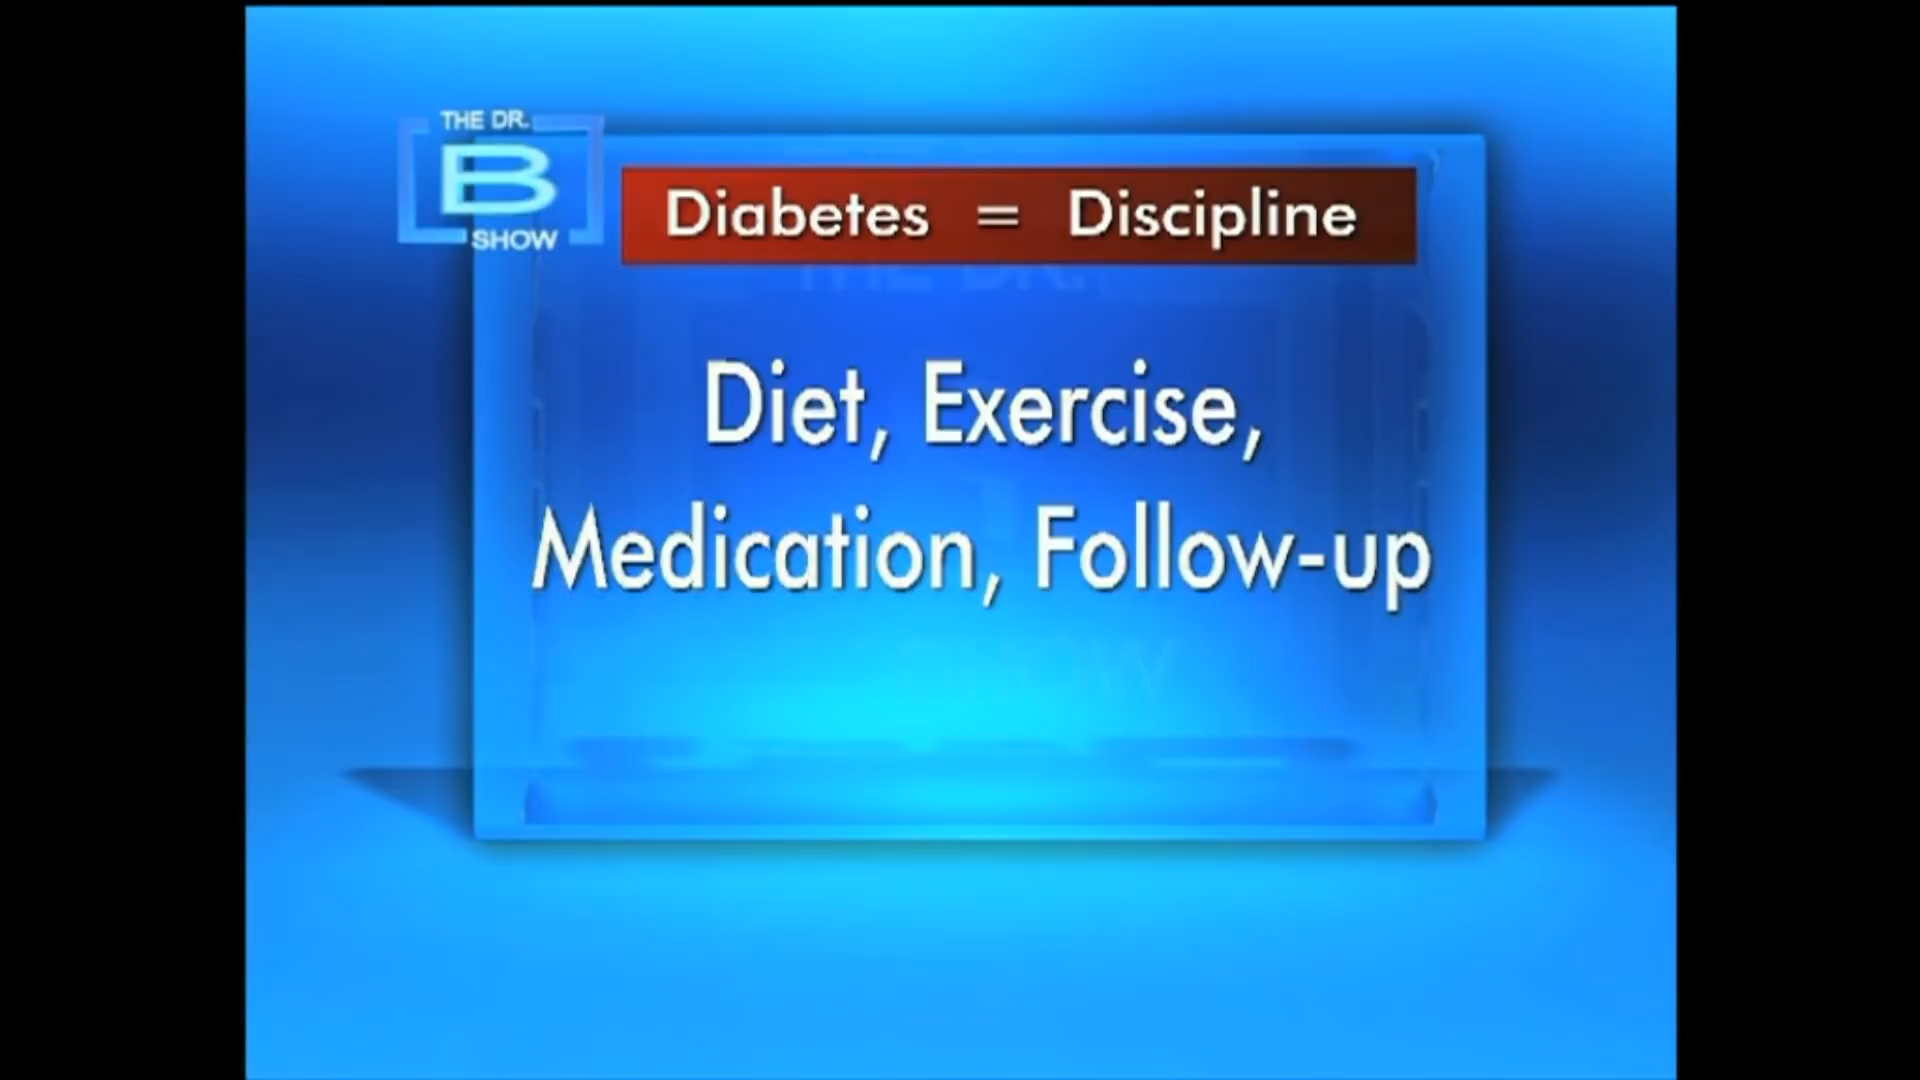 THE DR.
B
SHOW
Diabetes = Discipline
Diet, Exercise,
Medication, Follow-up